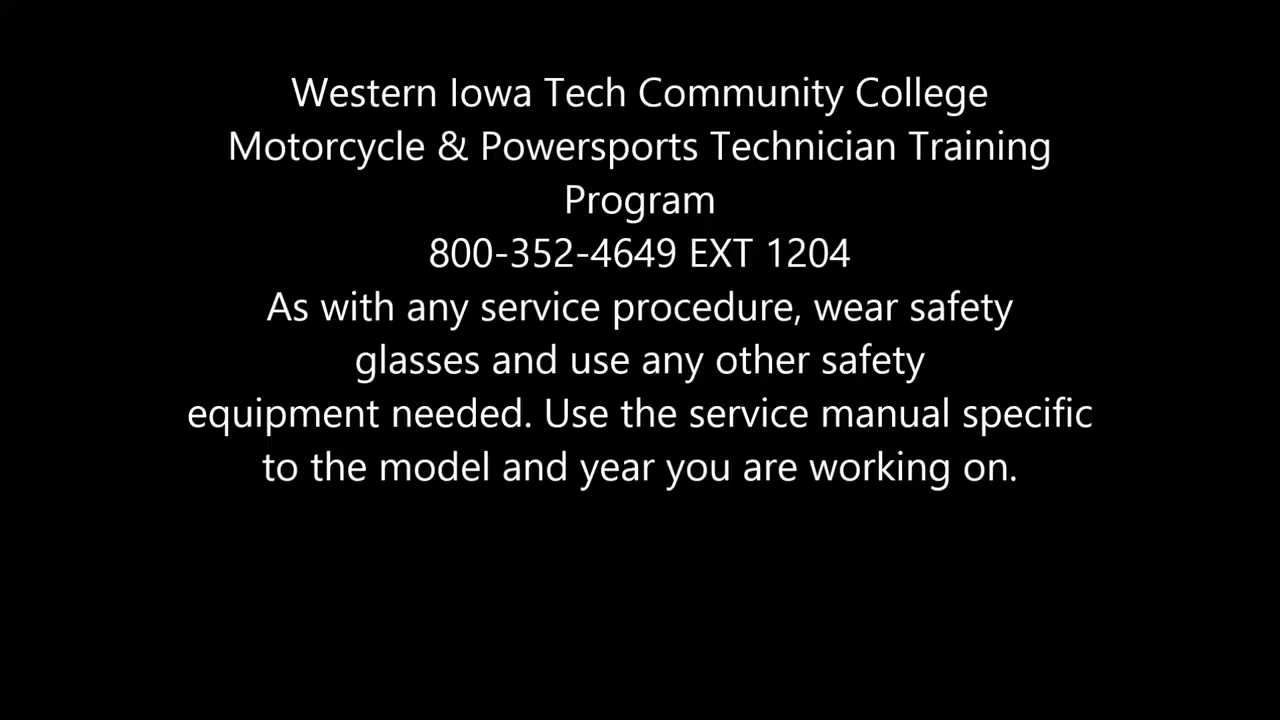 Western Iowa Tech Community College
Motorcycle & Powersports Technician Training
Program
800-352-4649 EXT 1204
As with any service procedure, wear safety
glasses and use any other safety
equipment needed. Use the service manual specific
to the model and year you are working on.